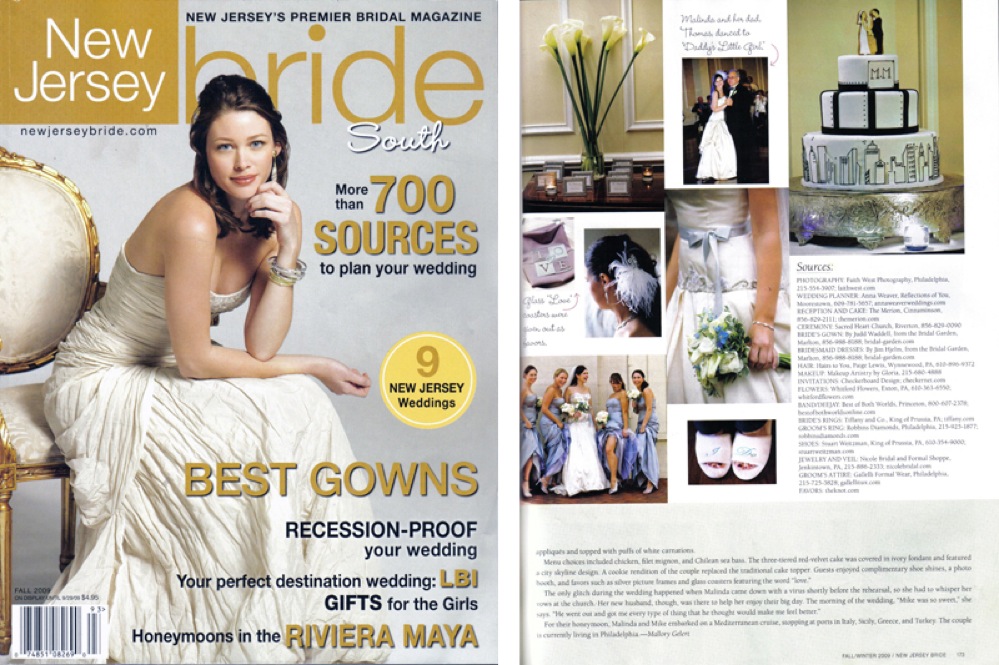 NEW JERSEY'S PREMIER BRIDAL MAGAZINE
New
Jersey
bride
South
newjerseybride.com
More
than 700
SOURCES
to plan your wedding
9
NEW JERSEY
Weddings
BEST GOWNS
RECESSION-PROOF
your wedding
Your perfect destination wedding: LBI
GIFTS for the Girls
Honeymoons in the RIVIERA MAYA
FALL 2009
$4.95
93>
0 74851 08269 0
Malinda and her dad,
Thomas, danced to
"Daddy's Little Girl"
M M
LOVE
Glass "Love"
coasters were
given out as
favors.
I Do
Sources:
PHOTOGRAPHY: Faith West Photography, Philadelphia,
215-554-3907; faithwest.com
WEDDING PLANNER: Anna Weaver, Reflections of You,
Moorestown, 609-781-5657; annaweaverweddings.com
RECEPTION AND CAKE: The Merion, Cinnaminson,
856-829-2111; themerion.com
CEREMONY: Sacred Heart Church, Riverton, 856-829-0090
BRIDE'S GOWN: By Judd Waddell, from the Bridal Garden,
Marlton, 856-988-8188; bridal-garden.com
BRIDESMAID DRESSES: By Jim Hjelm, from the Bridal Garden,
Marlton, 856-988-8188; bridal-garden.com
HAIR: Hairs to You, Paige Lewis, Wynnewood, PA, 610-896-9372
MAKEUP: Makeup Artistry by Gloria, 215-680-4888
INVITATIONS: Checkerboard Design; checkernet.com
FLOWERS: Whitford Flowers, Exton, PA, 610-363-6550;
whitfordflowers.com
BAND/DEEJAY: Best of Both Worlds, Princeton, 800-607-2378;
bestofbothworldsonline.com
BRIDE'S RINGS: Tiffany and Co., King of Prussia, PA, tiffany.com
GROOM'S RING: Robbins Diamonds, Philadelphia, 215-925-1877;
robbinsdiamonds.com
SHOES: Stuart Weitzman, King of Prussia, PA, 610-354-9000;
stuartweitzman.com
JEWELRY AND VEIL: Nicole Bridal and Formal Shoppe,
Jenkintown, PA, 215-886-2333; nicolebridal.com
GROOM'S ATTIRE: Gallelli Formal Wear, Philadelphia,
215-725-5828; gallelliran.com
FAVORS: theknot.com
appliqués and topped with puffs of white carnations.
Menu choices included chicken, filet mignon, and Chilean sea bass. The three-tiered red-velvet cake was covered in ivory fondant and featured
a city skyline design. A cookie rendition of the couple replaced the traditional cake topper. Guests enjoyed complimentary shoe shines, a photo
booth, and favors such as silver picture frames and glass coasters featuring the word "love."
The only glitch during the wedding happened when Malinda came down with a virus shortly before the rehearsal, so she had to whisper her
vows at the church. Her new husband, though, was there to help her enjoy their big day. The morning of the wedding, "Mike was so sweet," she
says. "He went out and got me every type of thing that he thought would make me feel better."
For their honeymoon, Malinda and Mike embarked on a Mediterranean cruise, stopping at ports in Italy, Sicily, Greece, and Turkey. The couple
is currently living in Philadelphia.—Mallory Gelert
FALL/WINTER 2009 / NEW JERSEY BRIDE 173